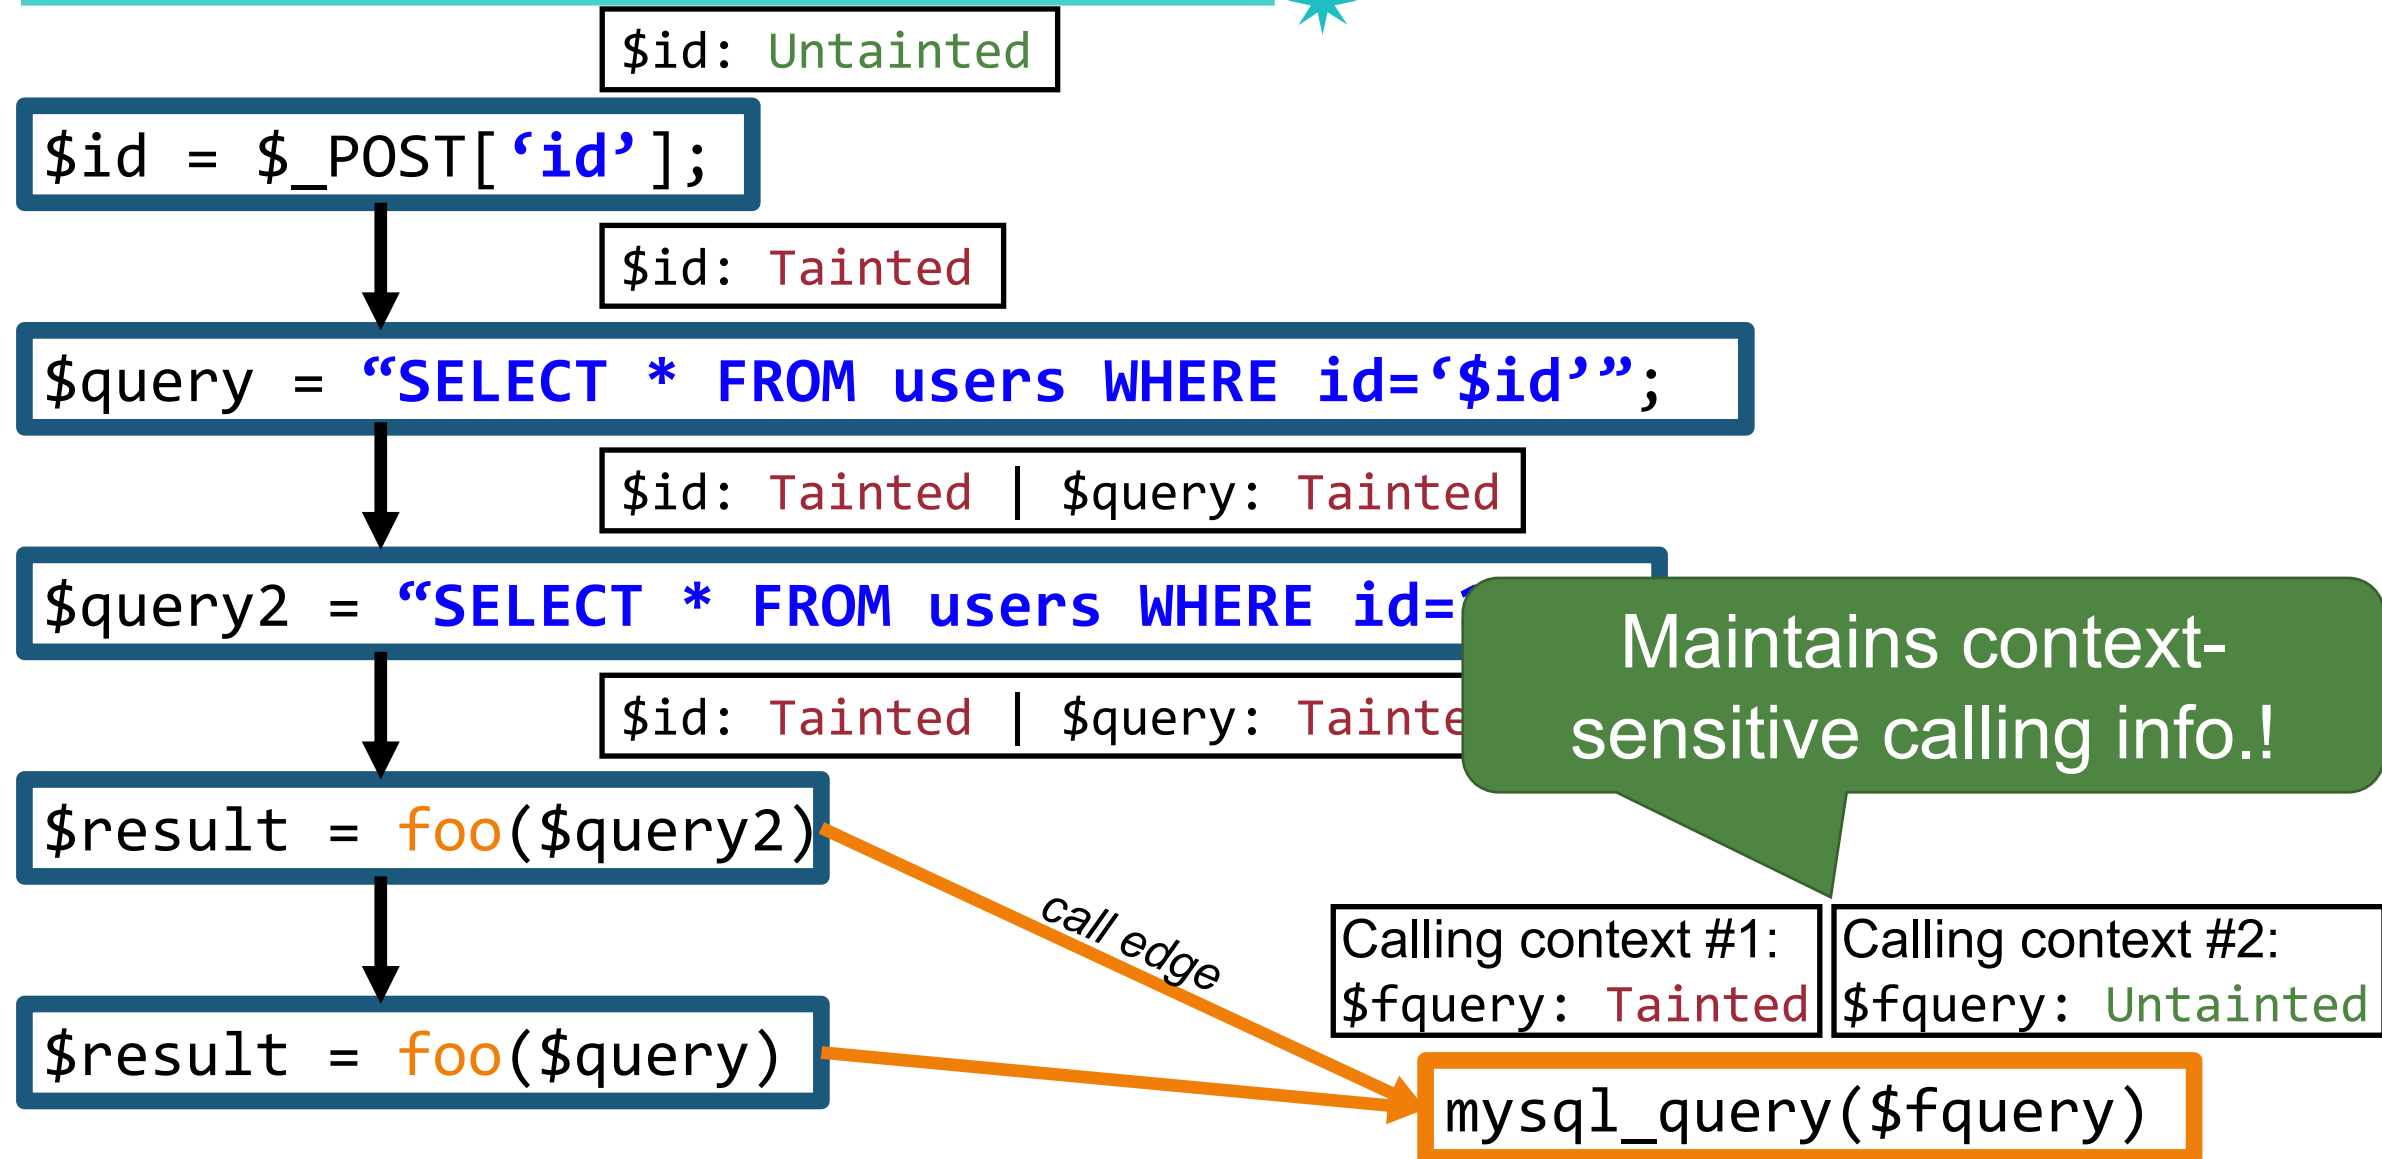 $id: Untainted
$id = $_POST[‘id’];
$id: Tainted
$query = “SELECT * FROM users WHERE id=‘$id’”;
$id: Tainted | $query: Tainted
$query2 = “SELECT * FROM users WHERE id=
$id: Tainted | $query: Tainte
Maintains context-
sensitive calling info.!
$result = foo($query2)
call edge
Calling context #1:
$fquery: Tainted
Calling context #2:
$fquery: Untainted
$result = foo($query)
mysql_query($fquery)